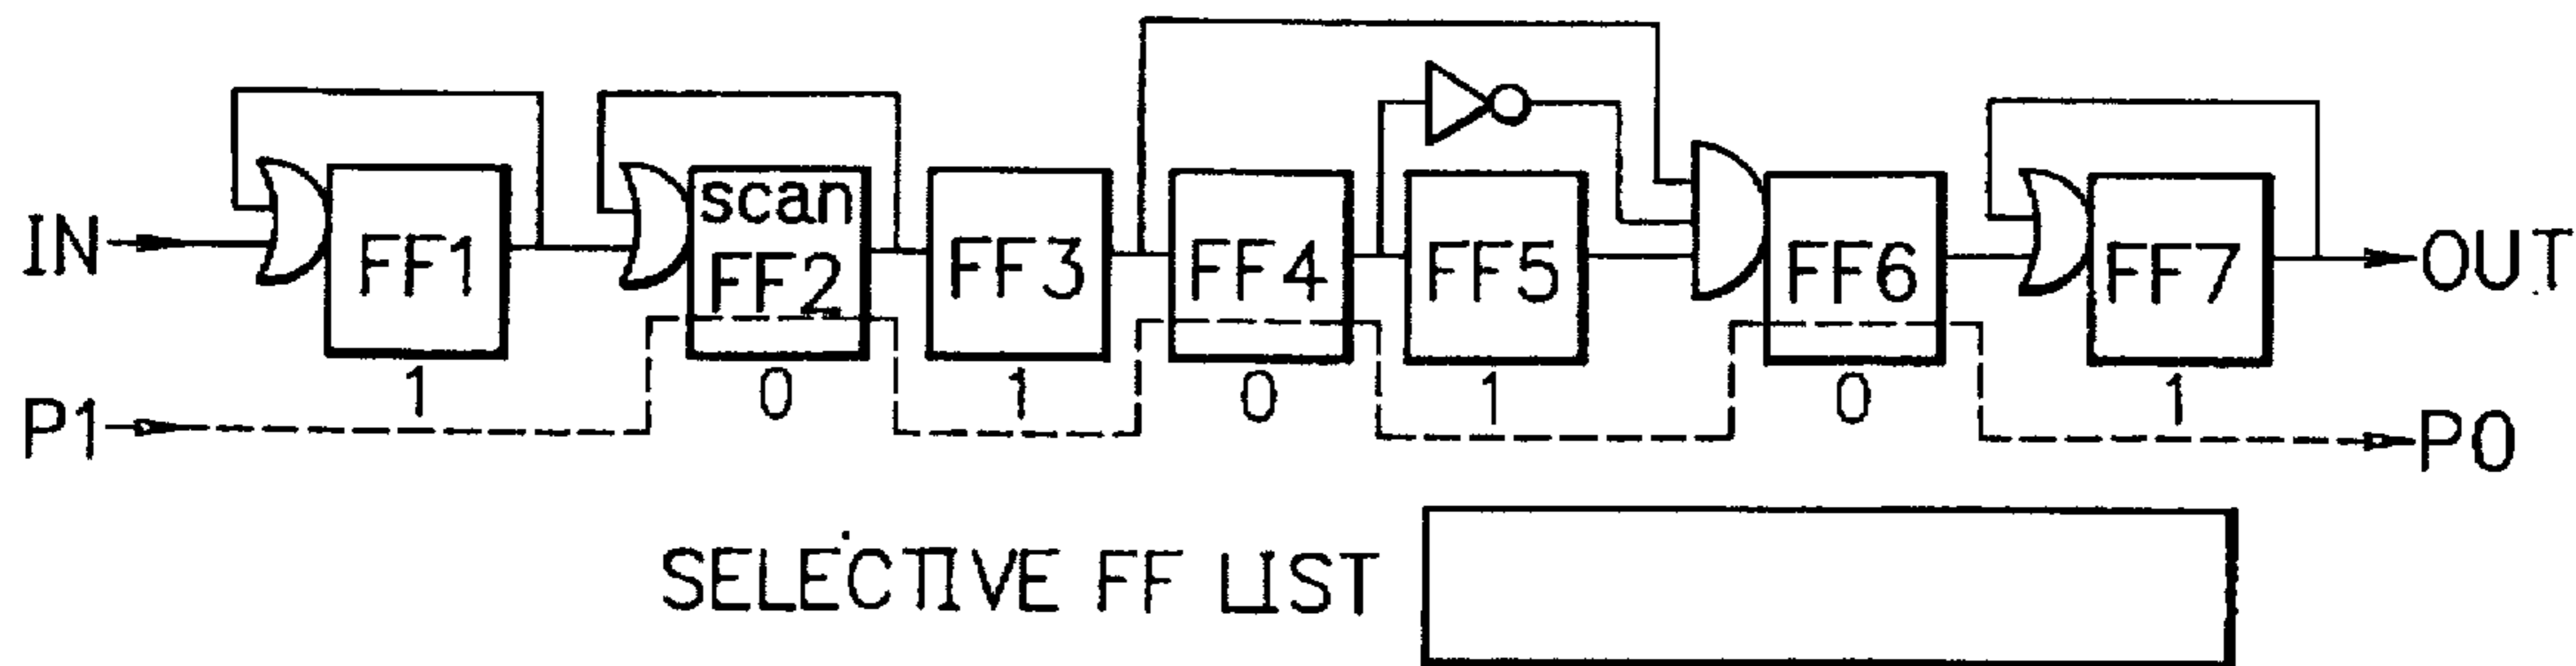 scan
IN FF1 FF2 FF3 FF4 FF5 FF6 FF7 OUT
1 0 1 0 1 0 1
P1 PO
SELECTIVE FF LIST